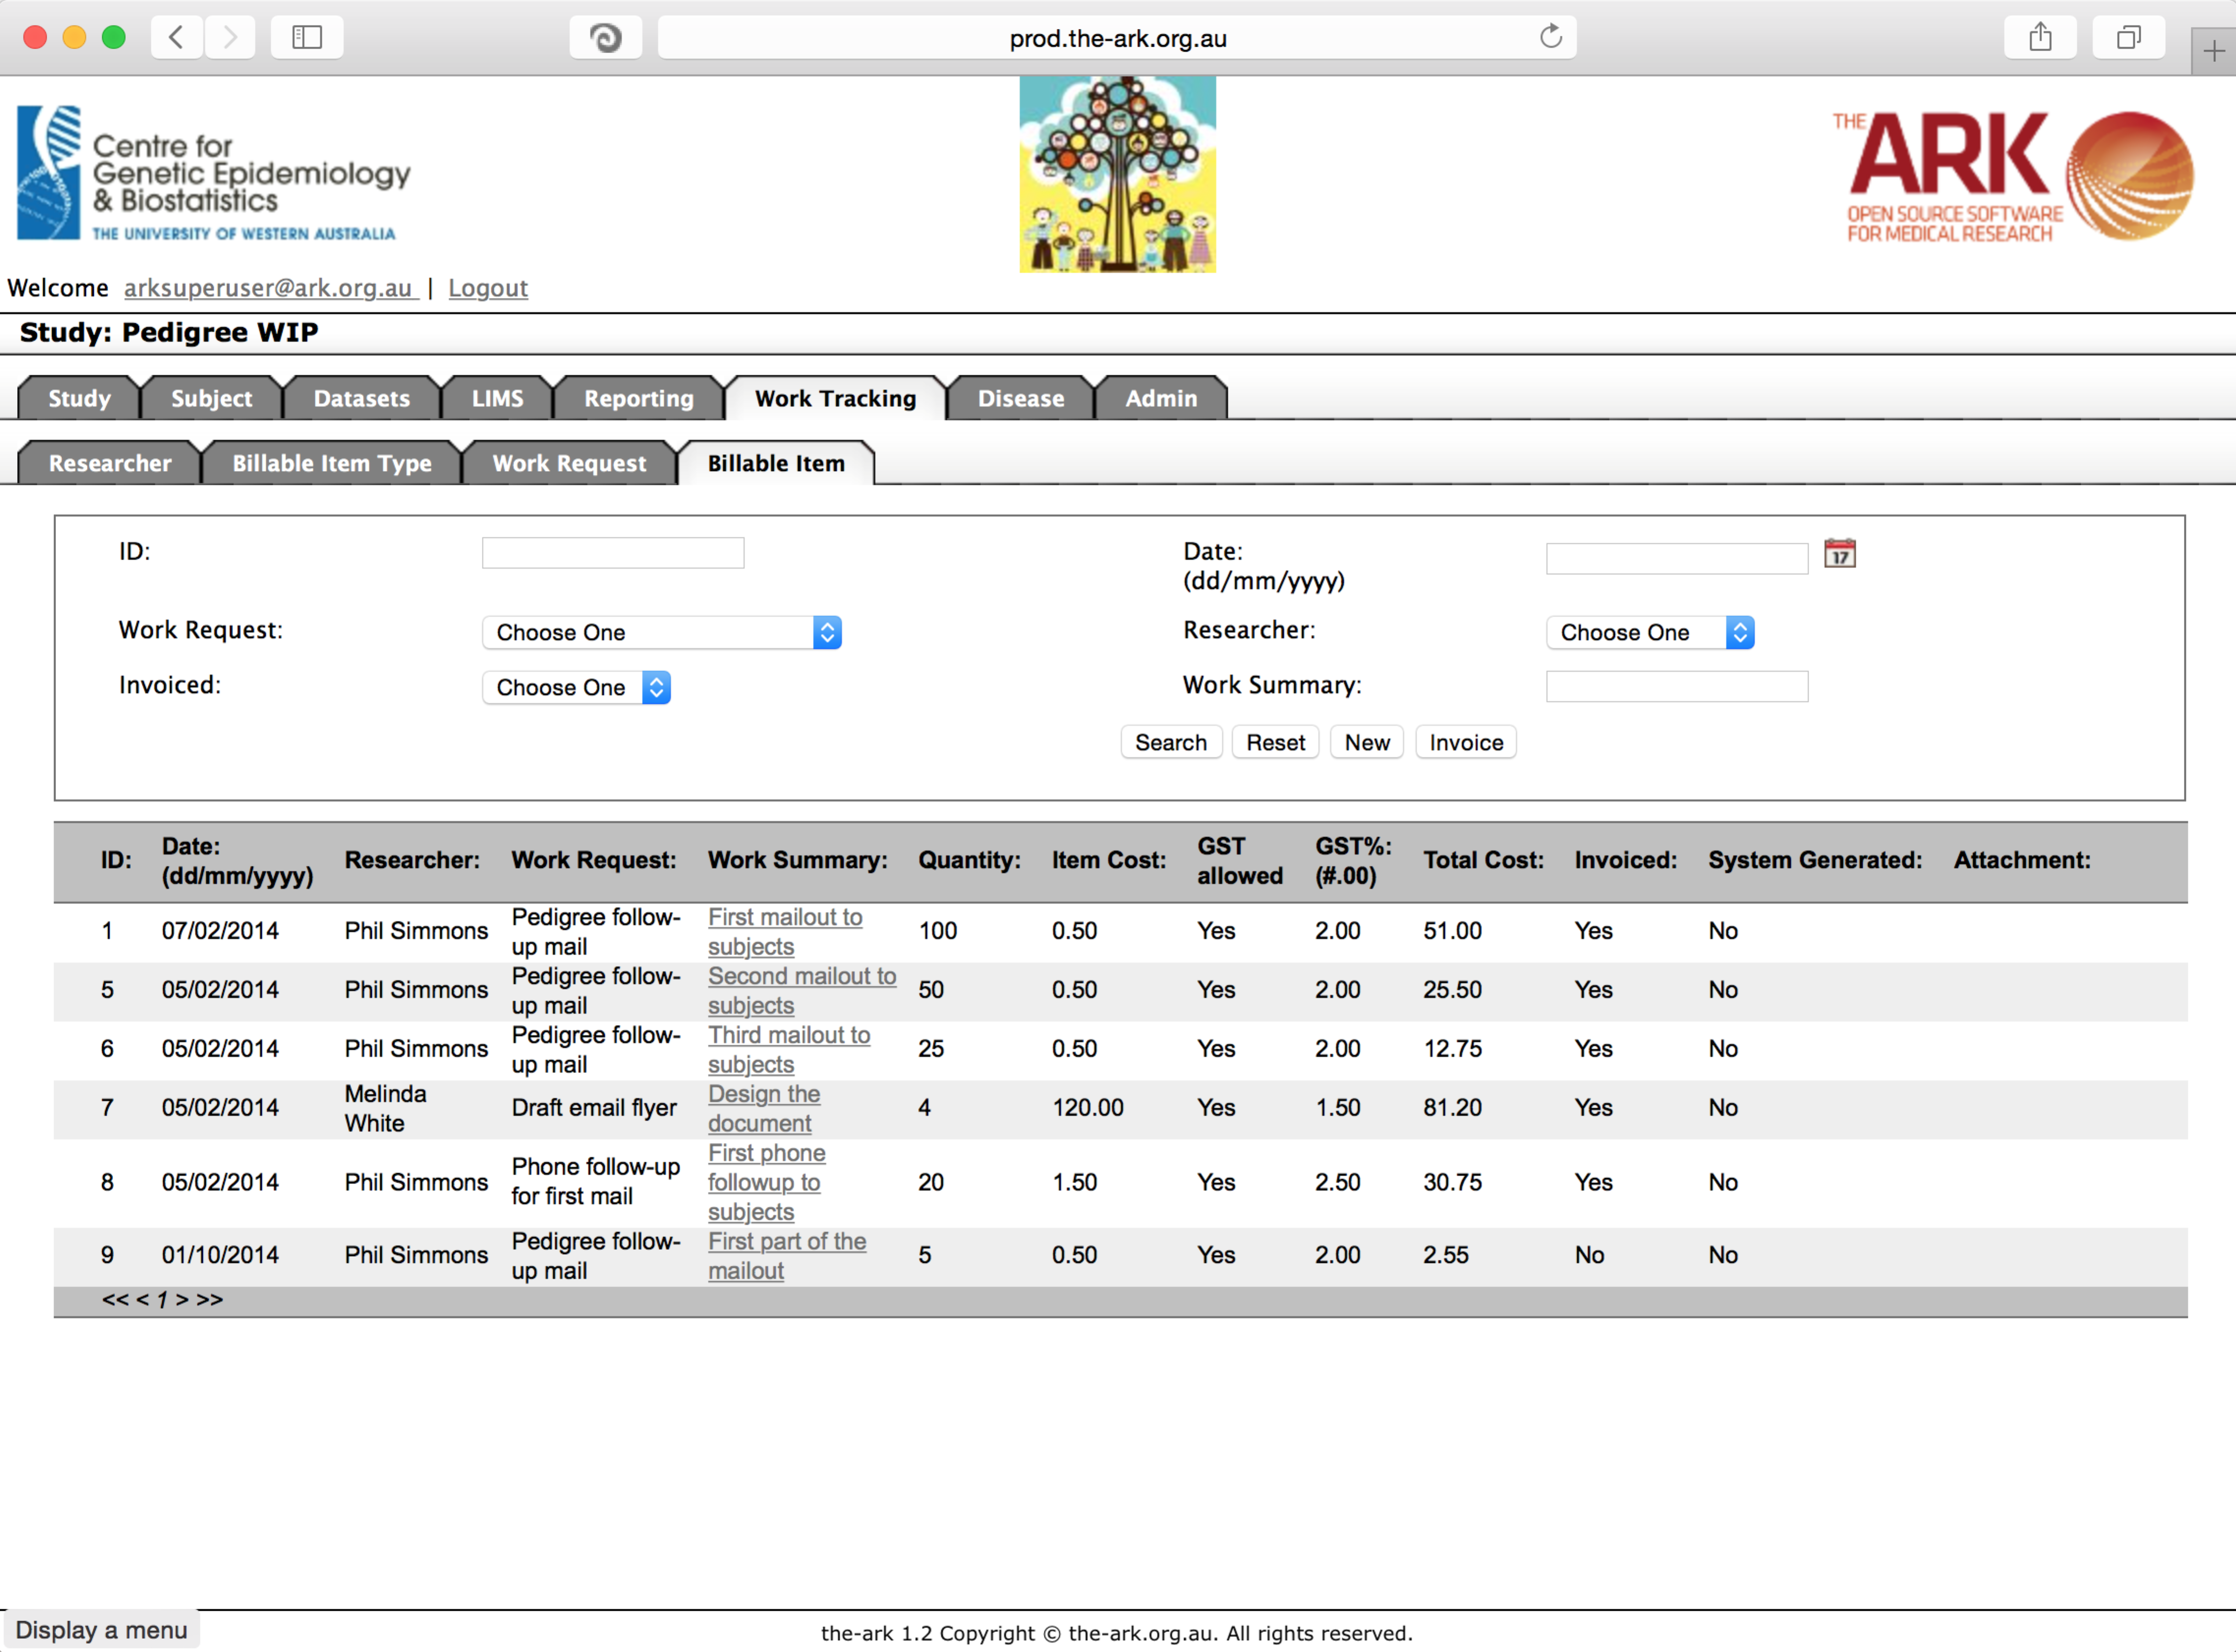 prod.the-ark.org.au
Centre for
Genetic Epidemiology
& Biostatistics
THE UNIVERSITY OF WESTERN AUSTRALIA
THE ARK
OPEN SOURCE SOFTWARE
FOR MEDICAL RESEARCH
Welcome arksuperuser@ark.org.au | Logout
Study: Pedigree WIP
Study Subject Datasets LIMS Reporting Work Tracking Disease Admin
Researcher Billable Item Type Work Request Billable Item
ID:
Date:
(dd/mm/yyyy)
17
Work Request: Choose One
Researcher: Choose One
Invoiced: Choose One
Work Summary:
Search Reset New Invoice
ID: Date: (dd/mm/yyyy) Researcher: Work Request: Work Summary: Quantity: Item Cost: GST allowed GST%: (#.00) Total Cost: Invoiced: System Generated: Attachment:
1 07/02/2014 Phil Simmons Pedigree follow-up mail First mailout to subjects 100 0.50 Yes 2.00 51.00 Yes No
5 05/02/2014 Phil Simmons Pedigree follow-up mail Second mailout to subjects 50 0.50 Yes 2.00 25.50 Yes No
6 05/02/2014 Phil Simmons Pedigree follow-up mail Third mailout to subjects 25 0.50 Yes 2.00 12.75 Yes No
7 05/02/2014 Melinda White Draft email flyer Design the document 4 120.00 Yes 1.50 81.20 Yes No
8 05/02/2014 Phil Simmons Phone follow-up for first mail First phone followup to subjects 20 1.50 Yes 2.50 30.75 Yes No
9 01/10/2014 Phil Simmons Pedigree follow-up mail First part of the mailout 5 0.50 Yes 2.00 2.55 No No
<< < 1 > >>
Display a menu
the-ark 1.2 Copyright © the-ark.org.au. All rights reserved.